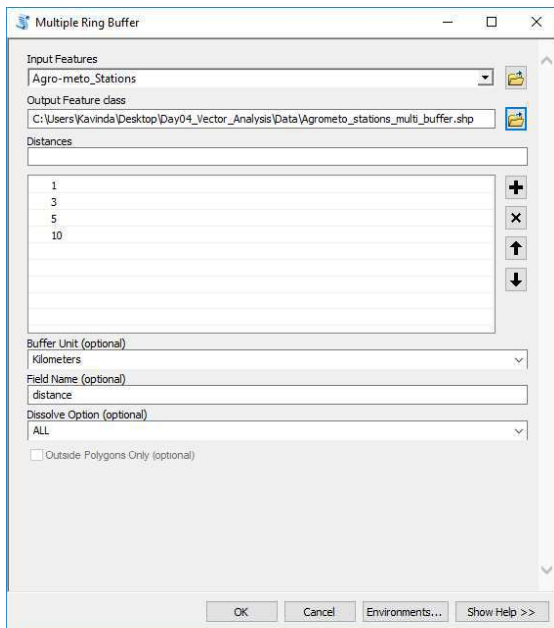 Multiple Ring Buffer
Input Features
Agro-meto_Stations
Output Feature class
C:\Users\Kavinda\Desktop\Day04_Vector_Analysis\Data\Agrometo_stations_multi_buffer.shp
Distances
1
3
5
10
Buffer Unit (optional)
Kilometers
Field Name (optional)
distance
Dissolve Option (optional)
ALL
Outside Polygons Only (optional)
OK Cancel Environments... Show Help >>